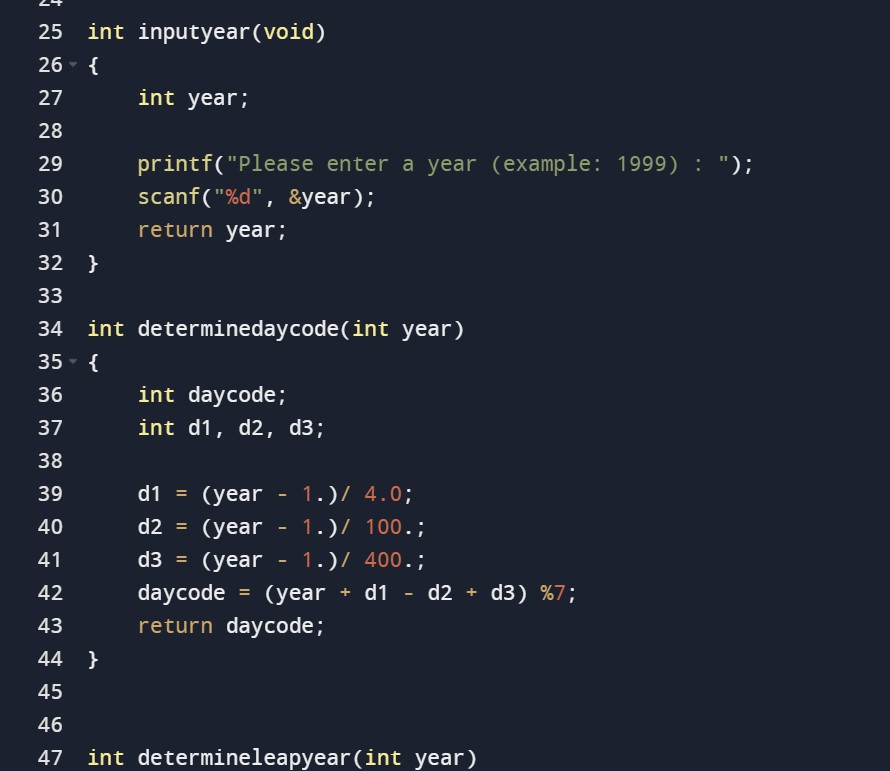 25 int inputyear(void)
26 {
27 int year;
28
29 printf("Please enter a year (example: 1999) : ");
30 scanf("%d", &year);
31 return year;
32 }
33
34 int determinedaycode(int year)
35 {
36 int daycode;
37 int d1, d2, d3;
38
39 d1 = (year - 1.)/ 4.0;
40 d2 = (year - 1.)/ 100.;
41 d3 = (year - 1.)/ 400.;
42 daycode = (year + d1 - d2 + d3) %7;
43 return daycode;
44 }
45
46
47 int determineleapyear(int year)